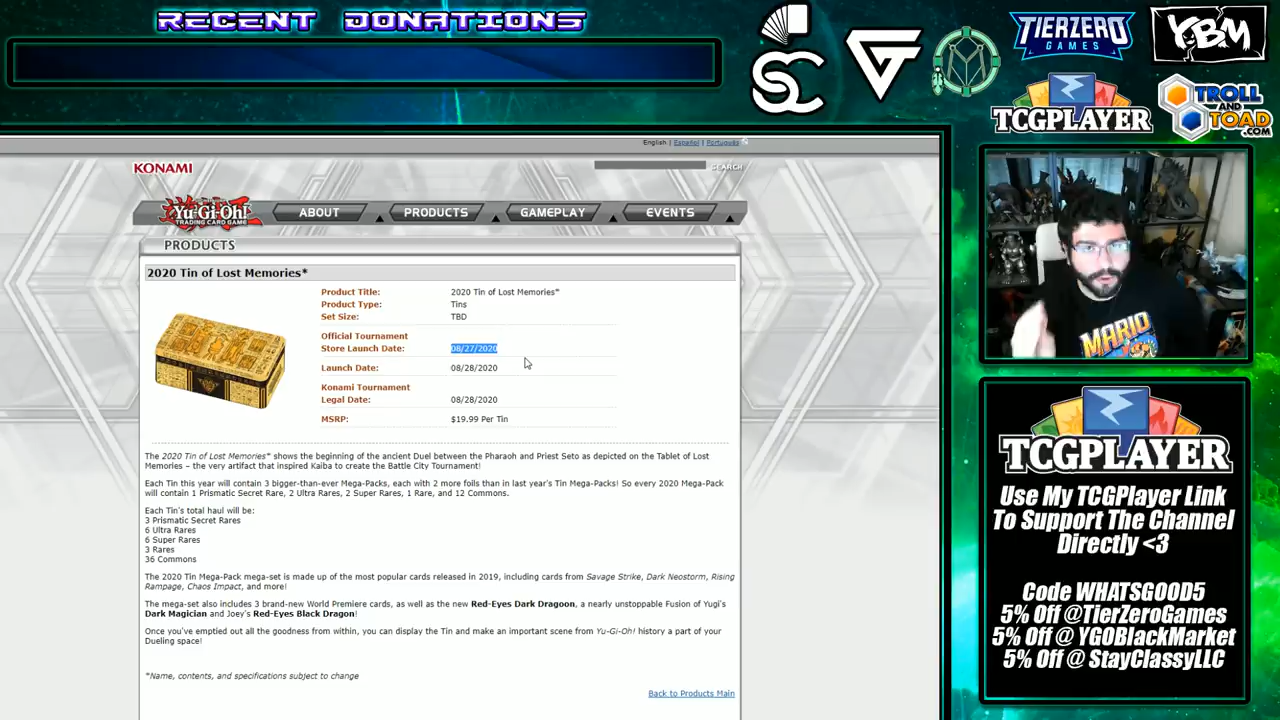 RECENT DONATIONS
SC
TIERZERO
GAMES
YBM
TCGPLAYER
TROLL
AND
TOAD
.COM
English | Español | Português
KONAMI
SEARCH
Yu-Gi-Oh!
TRADING CARD GAME
ABOUT
PRODUCTS
GAMEPLAY
EVENTS
PRODUCTS
2020 Tin of Lost Memories*
Product Title: 2020 Tin of Lost Memories*
Product Type: Tins
Set Size: TBD
Official Tournament
Store Launch Date: 08/27/2020
Launch Date: 08/28/2020
Konami Tournament
Legal Date: 08/28/2020
MSRP: $19.99 Per Tin
The 2020 Tin of Lost Memories* shows the beginning of the ancient Duel between the Pharaoh and Priest Seto as depicted on the Tablet of Lost
Memories – the very artifact that inspired Kaiba to create the Battle City Tournament!
Each Tin this year will contain 3 bigger-than-ever Mega-Packs, each with 2 more foils than in last year's Tin Mega-Packs! So every 2020 Mega-Pack
will contain 1 Prismatic Secret Rare, 2 Ultra Rares, 2 Super Rares, 1 Rare, and 12 Commons.
Each Tin's total haul will be:
3 Prismatic Secret Rares
6 Ultra Rares
6 Super Rares
3 Rares
36 Commons
The 2020 Tin Mega-Pack mega-set is made up of the most popular cards released in 2019, including cards from Savage Strike, Dark Neostorm, Rising
Rampage, Chaos Impact, and more!
The mega-set also includes 3 brand-new World Premiere cards, as well as the new Red-Eyes Dark Dragoon, a nearly unstoppable Fusion of Yugi's
Dark Magician and Joey's Red-Eyes Black Dragon!
Once you've emptied out all the goodness from within, you can display the Tin and make an important scene from Yu-Gi-Oh! history a part of your
Dueling space!
*Name, contents, and specifications subject to change
Back to Products Main
MARIO
TCGPLAYER
Use My TCGPlayer Link
To Support The Channel
Directly <3
Code WHATSGOOD5
5% Off @TierZeroGames
5% Off @ YGOBlackMarket
5% Off @ StayClassyLLC